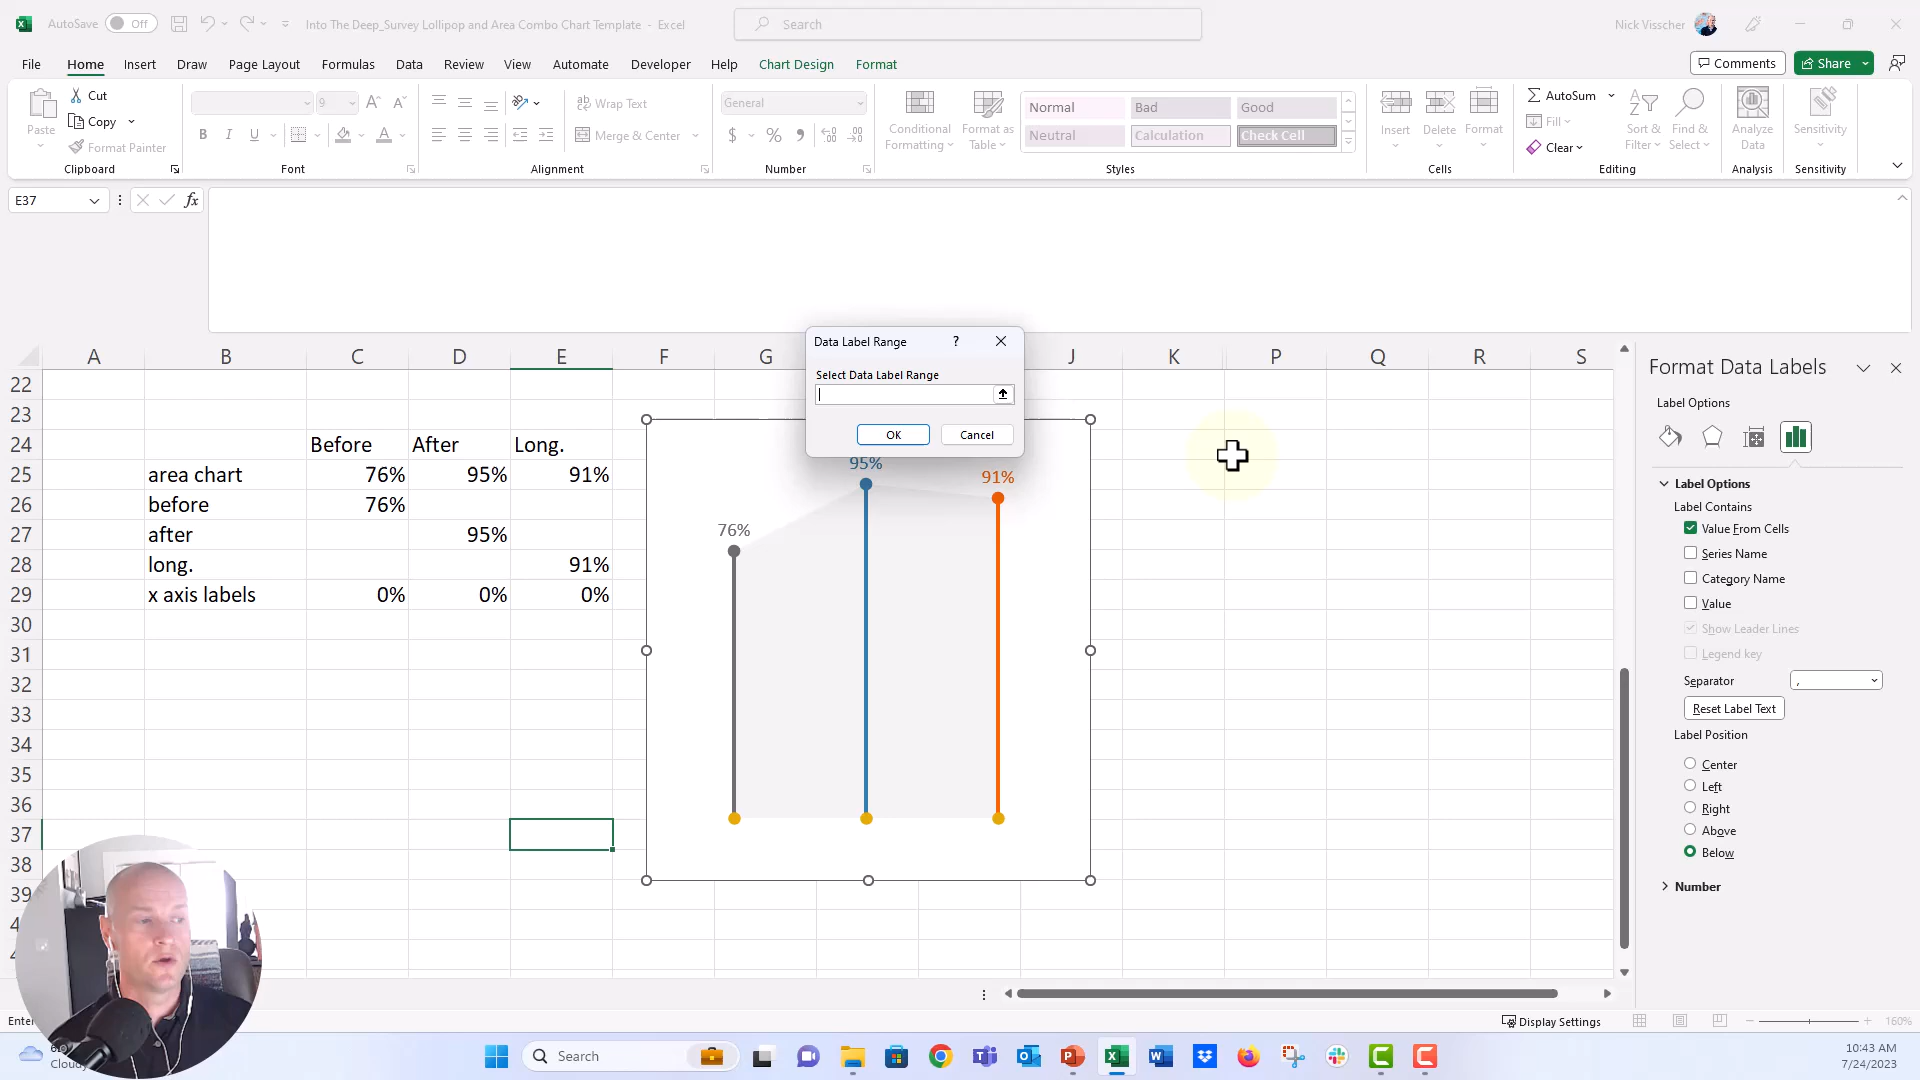 AutoSave Off Into The Deep_Survey Lollipop and Area Combo Chart Template - Excel Search Nick Visscher
File Home Insert Draw Page Layout Formulas Data Review View Automate Developer Help Chart Design Format Comments Share
Cut
Copy
Format Painter
Paste
Clipboard
9
B I U
Font
Wrap Text
Merge & Center
Alignment
General
$ %
Number
Conditional Formatting
Format as Table
Normal Bad Good
Neutral Calculation Check Cell
Styles
Insert Delete Format
Cells
AutoSum
Fill
Clear
Sort & Filter
Find & Select
Editing
Analyze Data
Analysis
Sensitivity
Sensitivity
E37 fx
A B C D E F G J K P Q R S
22
23
24 Before After Long.
25 area chart 76% 95% 91%
26 before 76%
27 after 95%
28 long. 91%
29 x axis labels 0% 0% 0%
30
31
32
33
34
35
36
37
38
39
Data Label Range ?
Select Data Label Range
OK Cancel
95%
91%
76%
Format Data Labels
Label Options
Label Options
Label Contains
Value From Cells
Series Name
Category Name
Value
Show Leader Lines
Legend key
Separator ,
Reset Label Text
Label Position
Center
Left
Right
Above
Below
Number
Enter
Display Settings
160%
Cloudy
Search
10:43 AM
7/24/2023